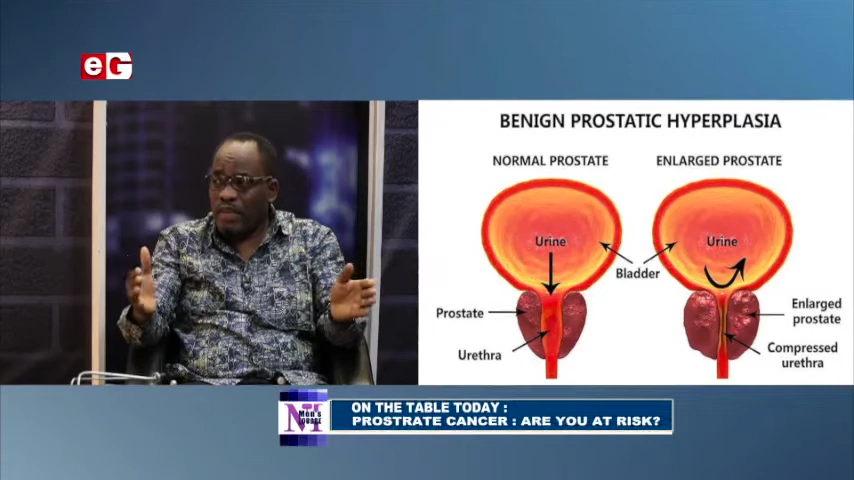 eG
BENIGN PROSTATIC HYPERPLASIA
NORMAL PROSTATE
ENLARGED PROSTATE
Urine
Urine
Bladder
Prostate
Enlarged
prostate
Urethra
Compressed
urethra
Men's
ON THE TABLE TODAY :
PROSTRATE CANCER : ARE YOU AT RISK?